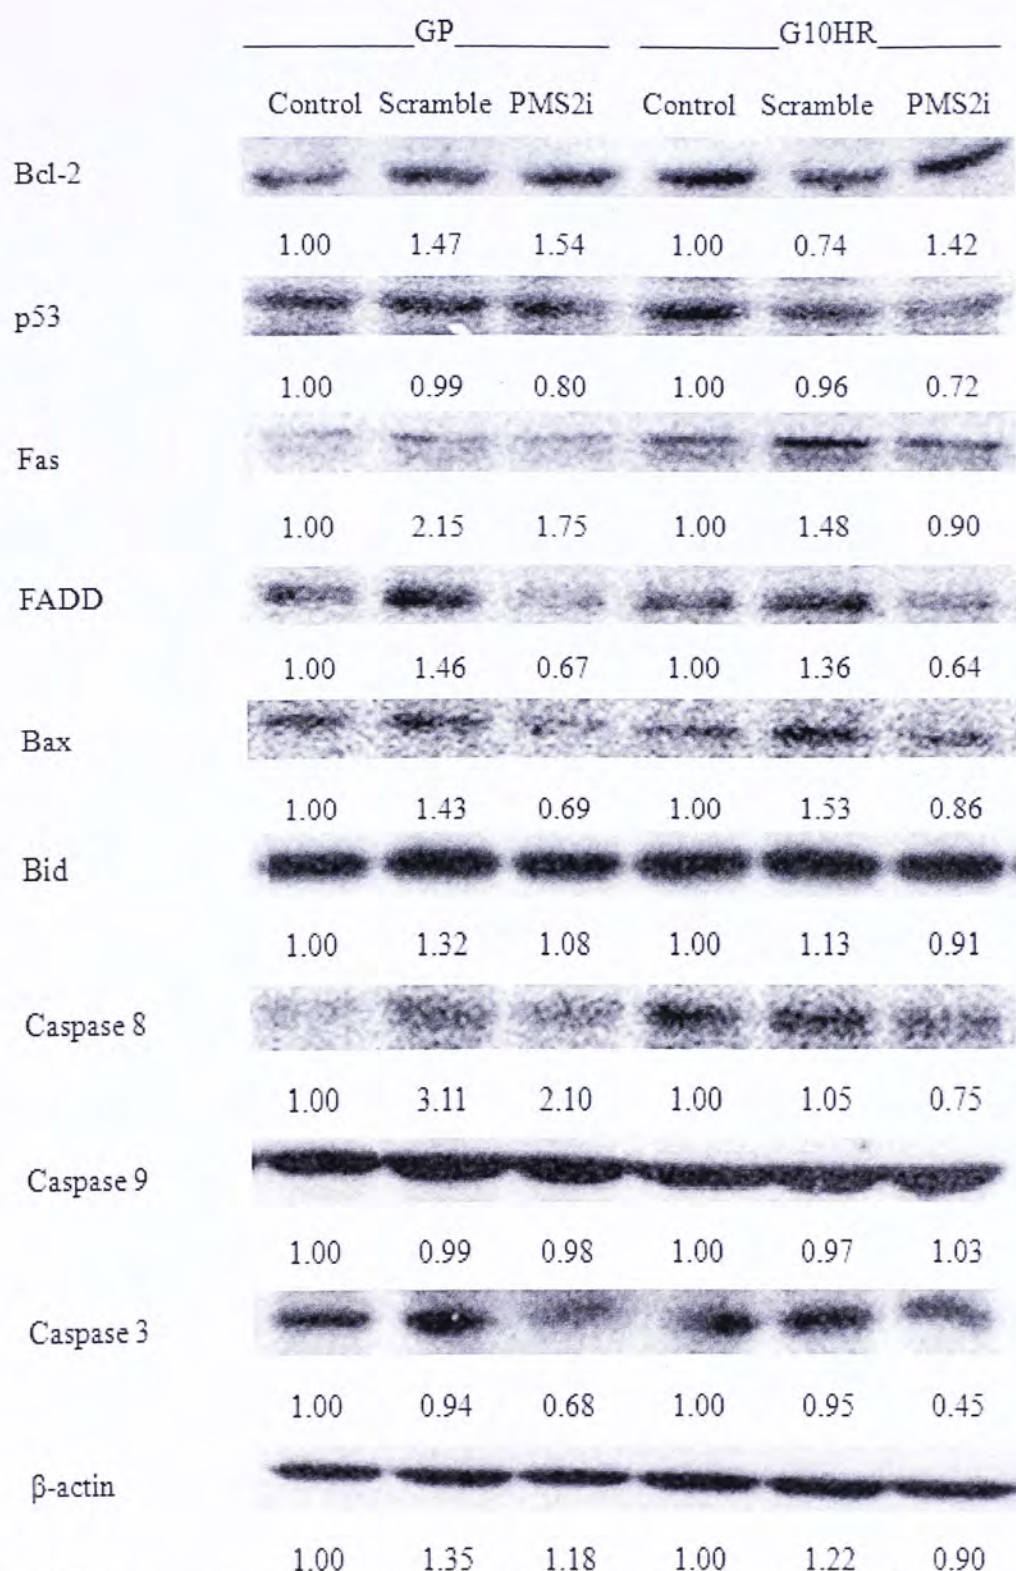 GP G10HR
Control Scramble PMS2i Control Scramble PMS2i
Bcl-2
1.00 1.47 1.54 1.00 0.74 1.42
p53
1.00 0.99 0.80 1.00 0.96 0.72
Fas
1.00 2.15 1.75 1.00 1.48 0.90
FADD
1.00 1.46 0.67 1.00 1.36 0.64
Bax
1.00 1.43 0.69 1.00 1.53 0.86
Bid
1.00 1.32 1.08 1.00 1.13 0.91
Caspase 8
1.00 3.11 2.10 1.00 1.05 0.75
Caspase 9
1.00 0.99 0.98 1.00 0.97 1.03
Caspase 3
1.00 0.94 0.68 1.00 0.95 0.45
β-actin
1.00 1.35 1.18 1.00 1.22 0.90